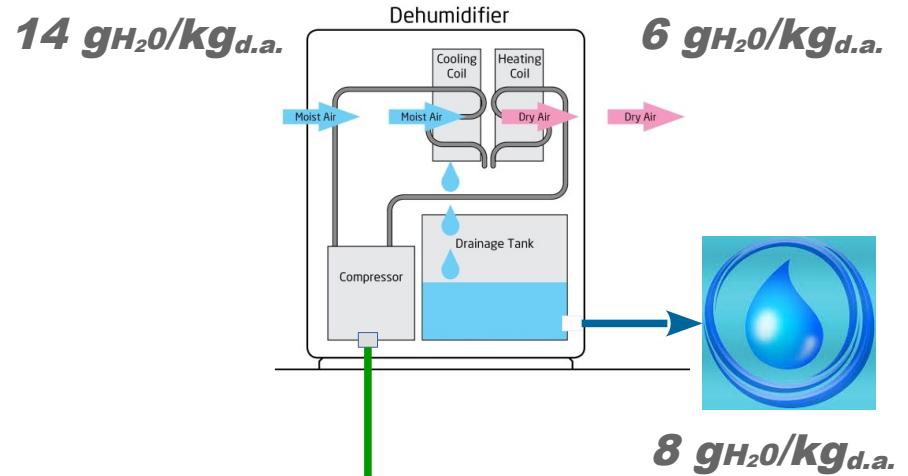 Dehumidifier
14 gH₂0/kgd.a.
6 gH₂0/kgd.a.
Cooling
Coil
Heating
Coil
Moist Air
Moist Air
Dry Air
Dry Air
Drainage Tank
Compressor
8 gH₂0/kgd.a.